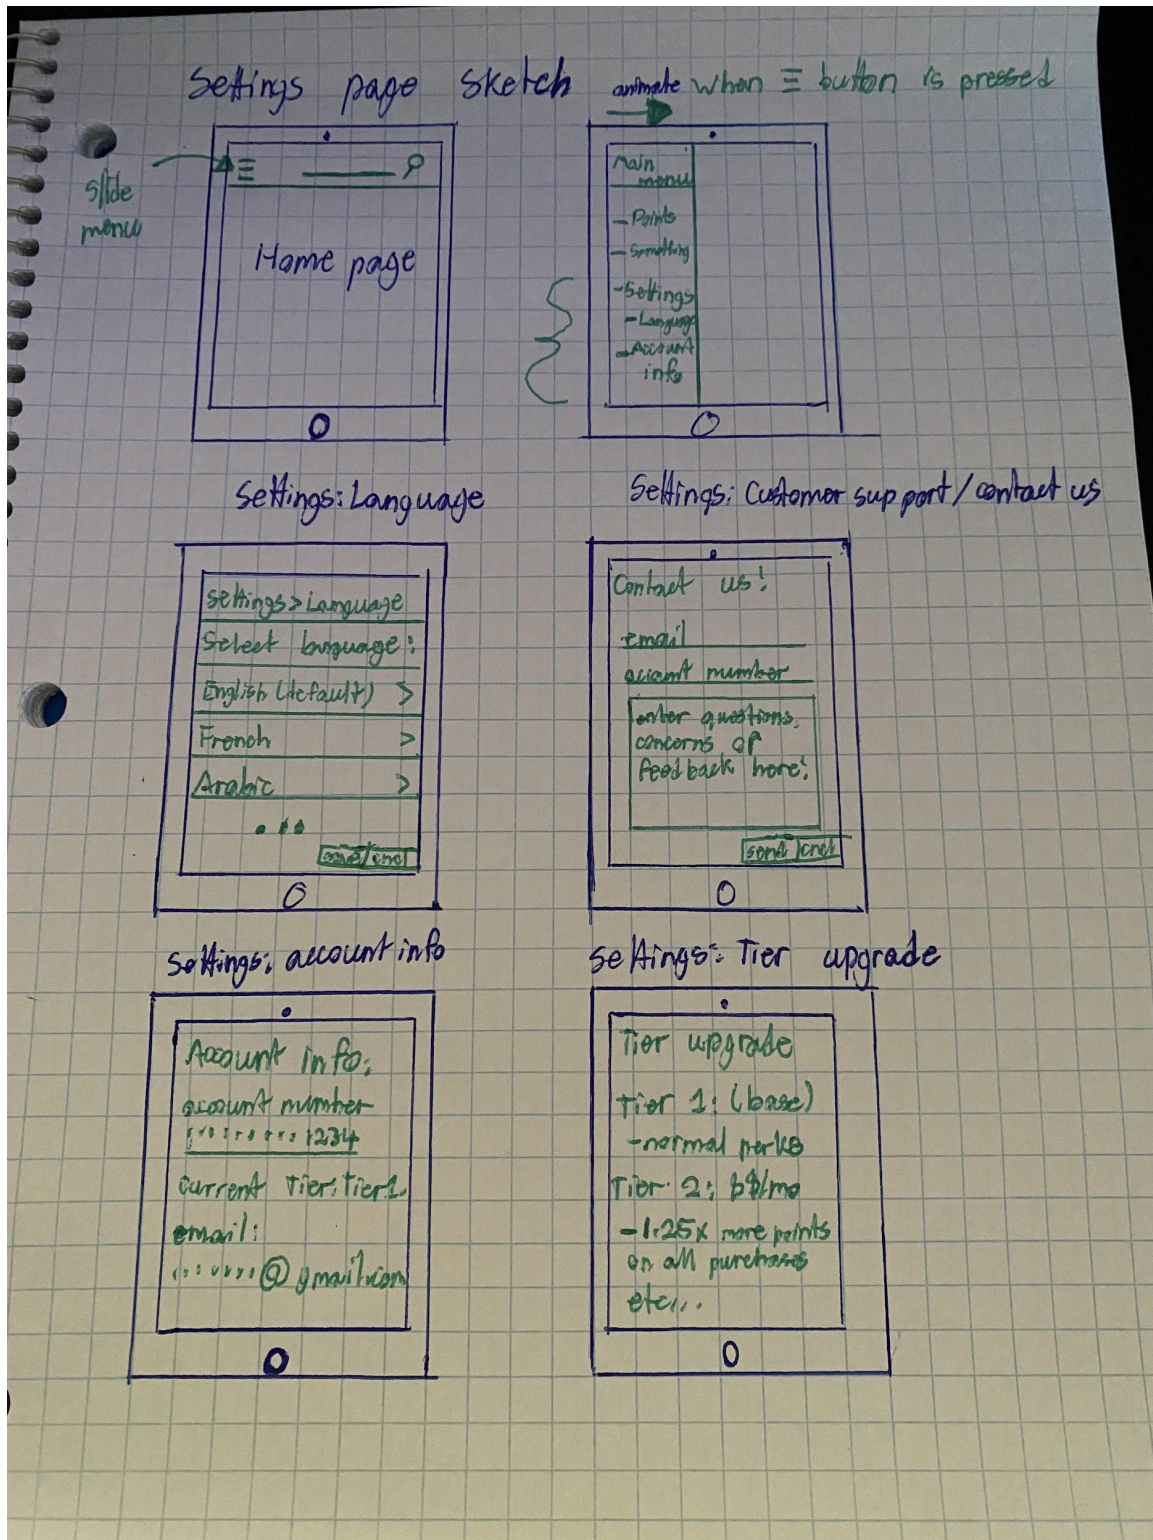 Settings page sketch
animate when ≡ button is pressed
slide
menu
≡
Home page
Main
menu
- Points
- Something
- Settings
- Language
- Account
info
Settings: Language
Settings > Language
Select language:
English (default) >
French >
Arabic >
...
save/cncl
Settings: Customer support/contact us
Contact us!
email
account number
enter questions,
concerns or
feedback here:
send/cncl
Settings: account info
Account info:
account number
.........1234
Current Tier: Tier 1.
email:
.......@gmail.com
Settings: Tier upgrade
Tier upgrade
Tier 1: (base)
- normal perks
Tier 2: $$/mo
- 1.25x more points
on all purchases
etc...